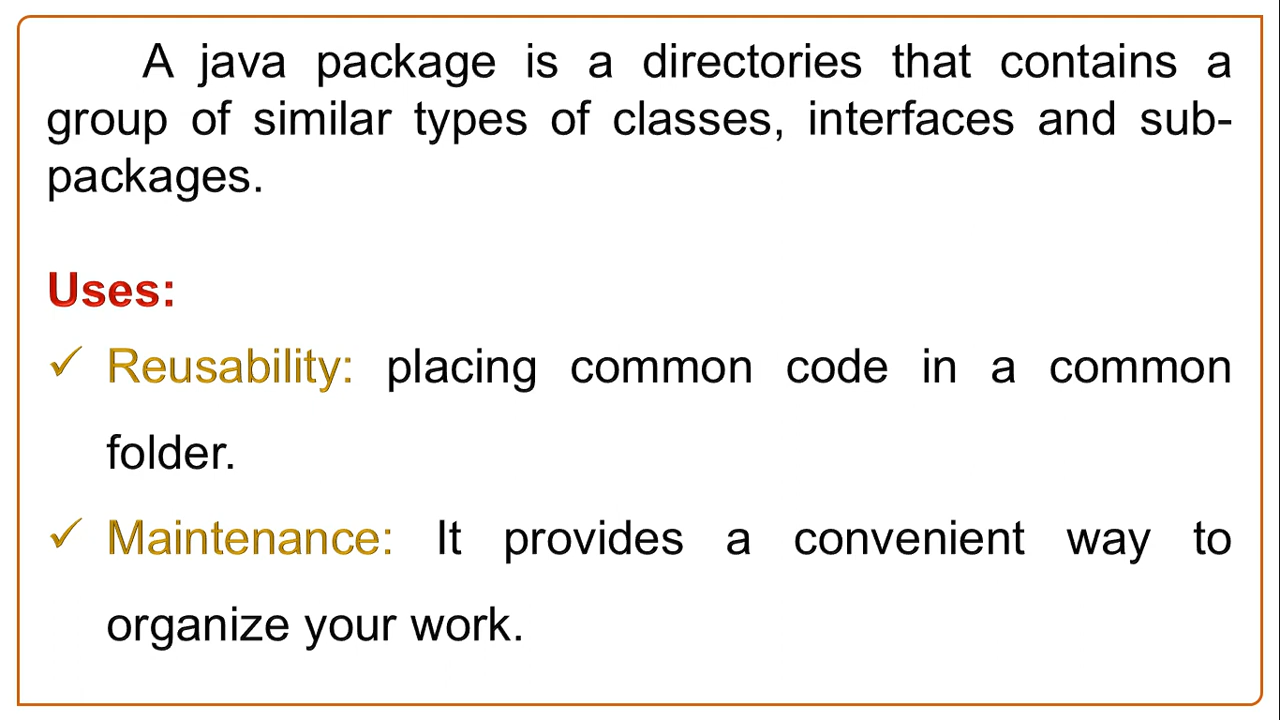 A java package is a directories that contains a
group of similar types of classes, interfaces and sub-
packages.
Uses:
✓ Reusability: placing common code in a common
folder.
✓ Maintenance: It provides a convenient way to
organize your work.